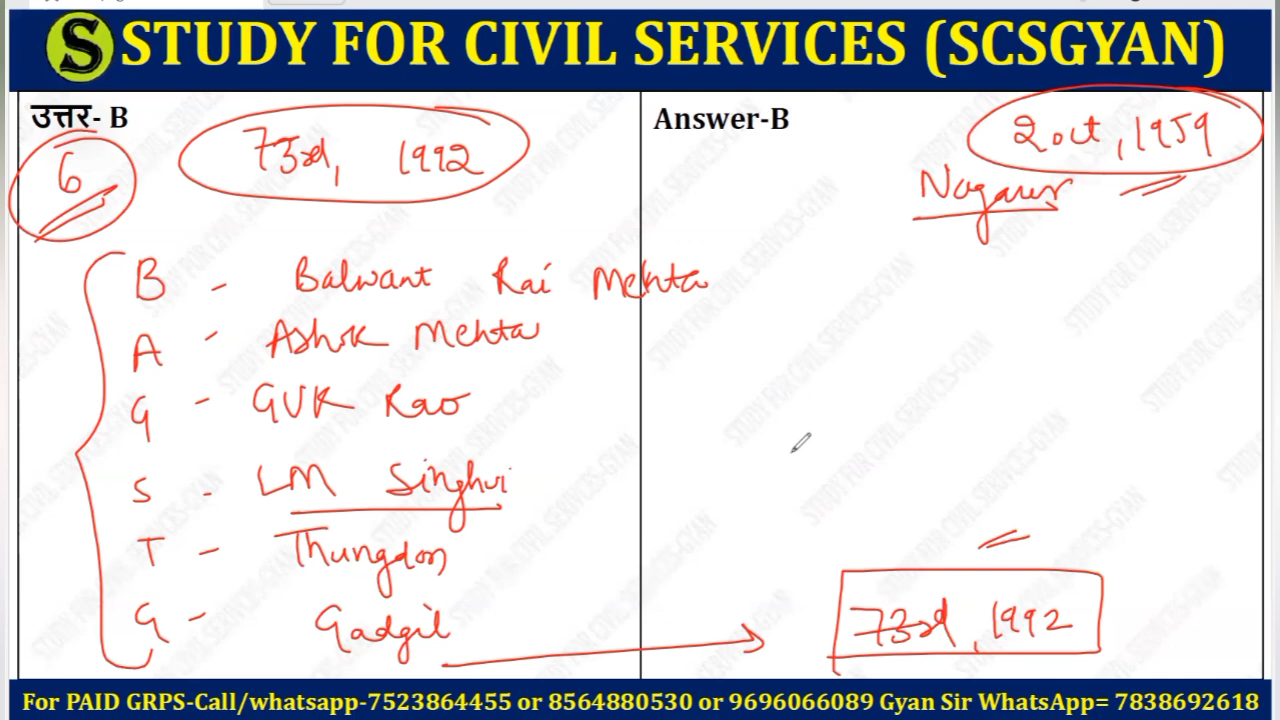 S STUDY FOR CIVIL SERVICES (SCSGYAN)
उत्तर- B
Answer-B
6
73rd, 1992
2 Oct, 1959
Nagaur
B - Balwant Rai Mehta
A - Ashok Mehta
G - GVK Rao
S - LM Singhvi
T - Thungdon
G - Gadgil
73rd, 1992
For PAID GRPS-Call/whatsapp-7523864455 or 8564880530 or 9696066089 Gyan Sir WhatsApp= 7838692618